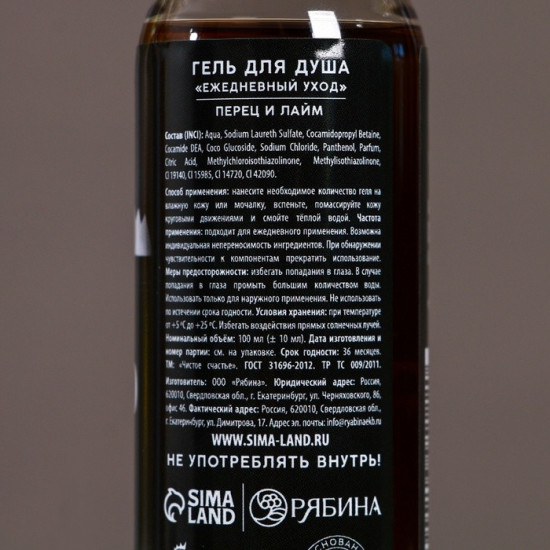 ГЕЛЬ ДЛЯ ДУША
«ЕЖЕДНЕВНЫЙ УХОД»
ПЕРЕЦ И ЛАЙМ
Состав (INCI): Aqua, Sodium Laureth Sulfate, Cocamidopropyl Betaine,
Cocamide DEA, Coco Glucoside, Sodium Chloride, Panthenol, Parfum,
Citric Acid, Methylchloroisothiazolinone, Methylisothiazolinone,
CI 19140, CI 15985, CI 14720, CI 42090.
Способ применения: нанесите необходимое количество геля на
влажную кожу или мочалку, вспеньте, помассируйте кожу
круговыми движениями и смойте тёплой водой. Частота
применения: подходит для ежедневного применения. Возможна
индивидуальная непереносимость ингредиентов. При обнаружении
чувствительности к компонентам прекратить использование.
Меры предосторожности: избегать попадания в глаза. В случае
попадания в глаза промыть большим количеством воды.
Использовать только для наружного применения. Не использовать
по истечении срока годности. Условия хранения: при температуре
от +5 °С до +25 °С. Избегать воздействия прямых солнечных лучей.
Номинальный объём: 100 мл (± 10 мл). Дата изготовления и
номер партии: см. на упаковке. Срок годности: 36 месяцев.
ТМ: «Чистое счастье». ГОСТ 31696-2012. ТР ТС 009/2011.
Изготовитель: ООО «Рябина». Юридический адрес: Россия,
620010, Свердловская обл., г. Екатеринбург, ул. Черняховского, 86,
офис 46. Фактический адрес: Россия, 620010, Свердловская обл.,
г. Екатеринбург, ул. Димитрова, 17. Адрес эл. почты: info@ryabinaekb.ru
WWW.SIMA-LAND.RU
НЕ УПОТРЕБЛЯТЬ ВНУТРЬ!
SIMA
LAND
РЯБИНА